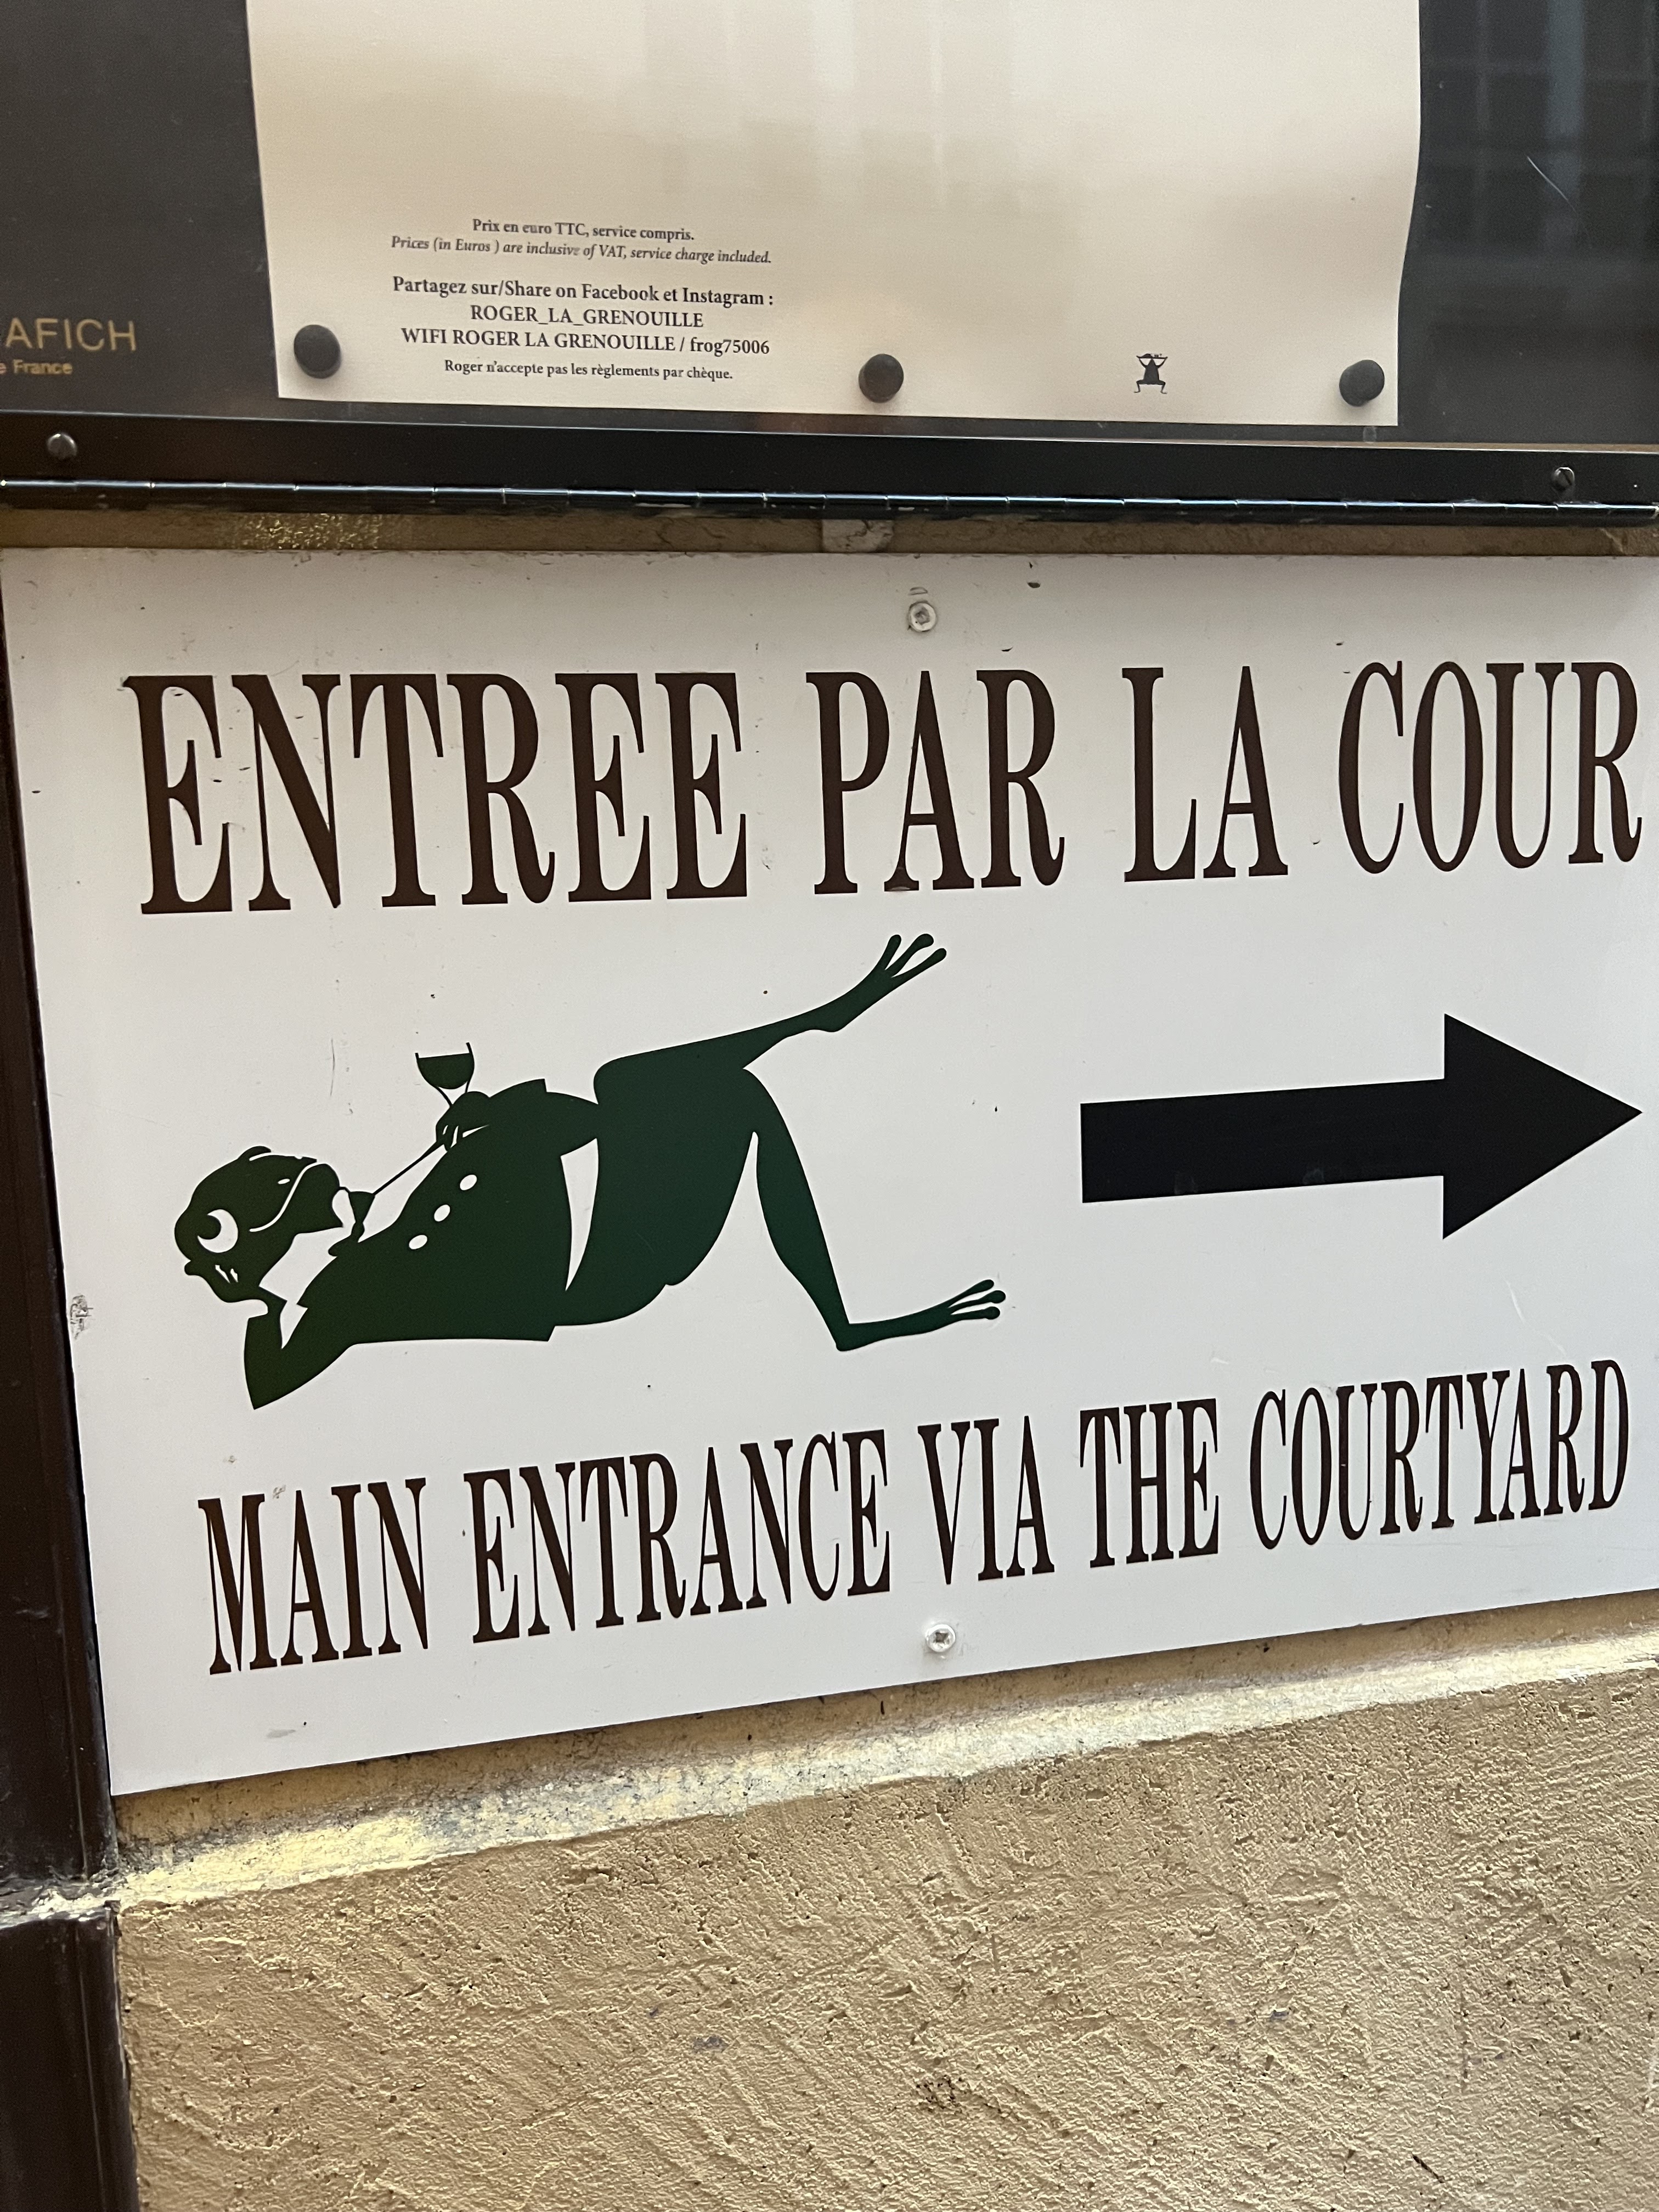 Prix en euro TTC, service compris.
Prices (in Euros ) are inclusive of VAT, service charge included.
Partagez sur/Share on Facebook et Instagram :
ROGER_LA_GRENOUILLE
WIFI ROGER LA GRENOUILLE / frog75006
Roger n'accepte pas les règlements par chèque.
AFICH
e France
ENTREE PAR LA COUR
MAIN ENTRANCE VIA THE COURTYARD